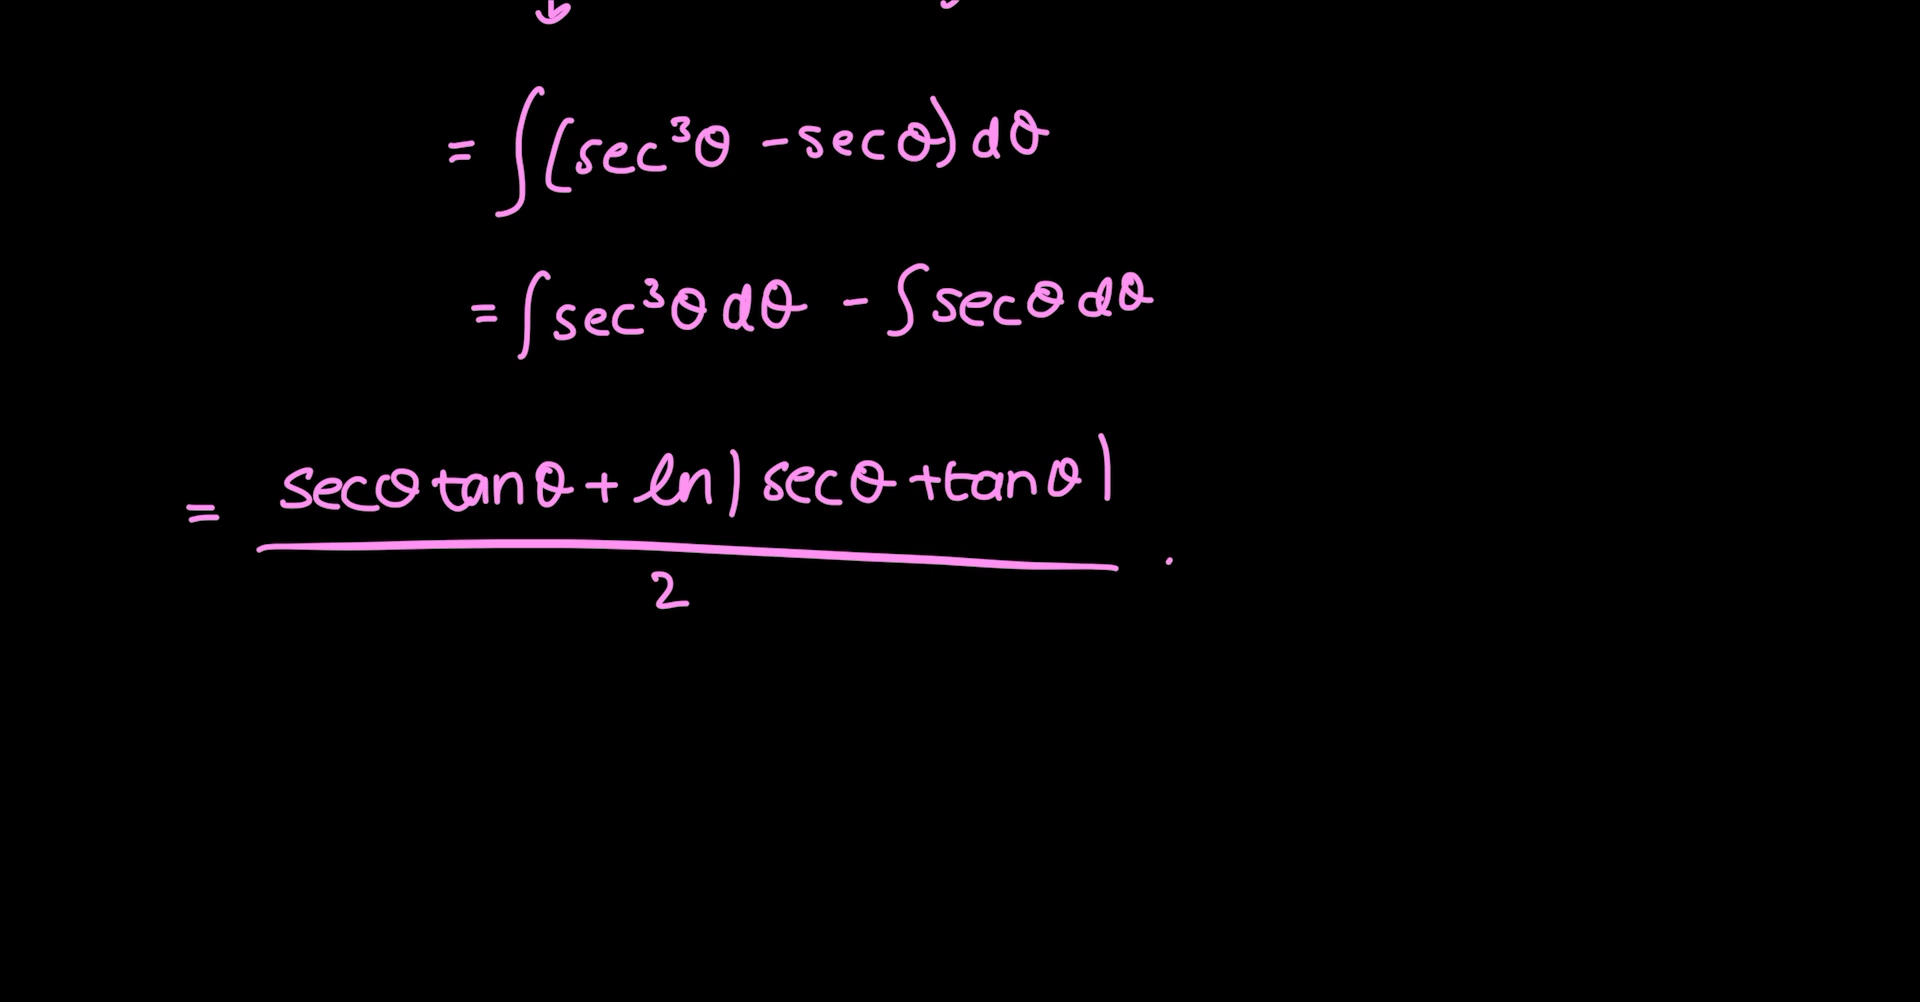 = ∫(sec³θ - secθ)dθ
= ∫sec³θ dθ - ∫secθ dθ
= (secθ tanθ + ln|secθ + tanθ|)/2 .